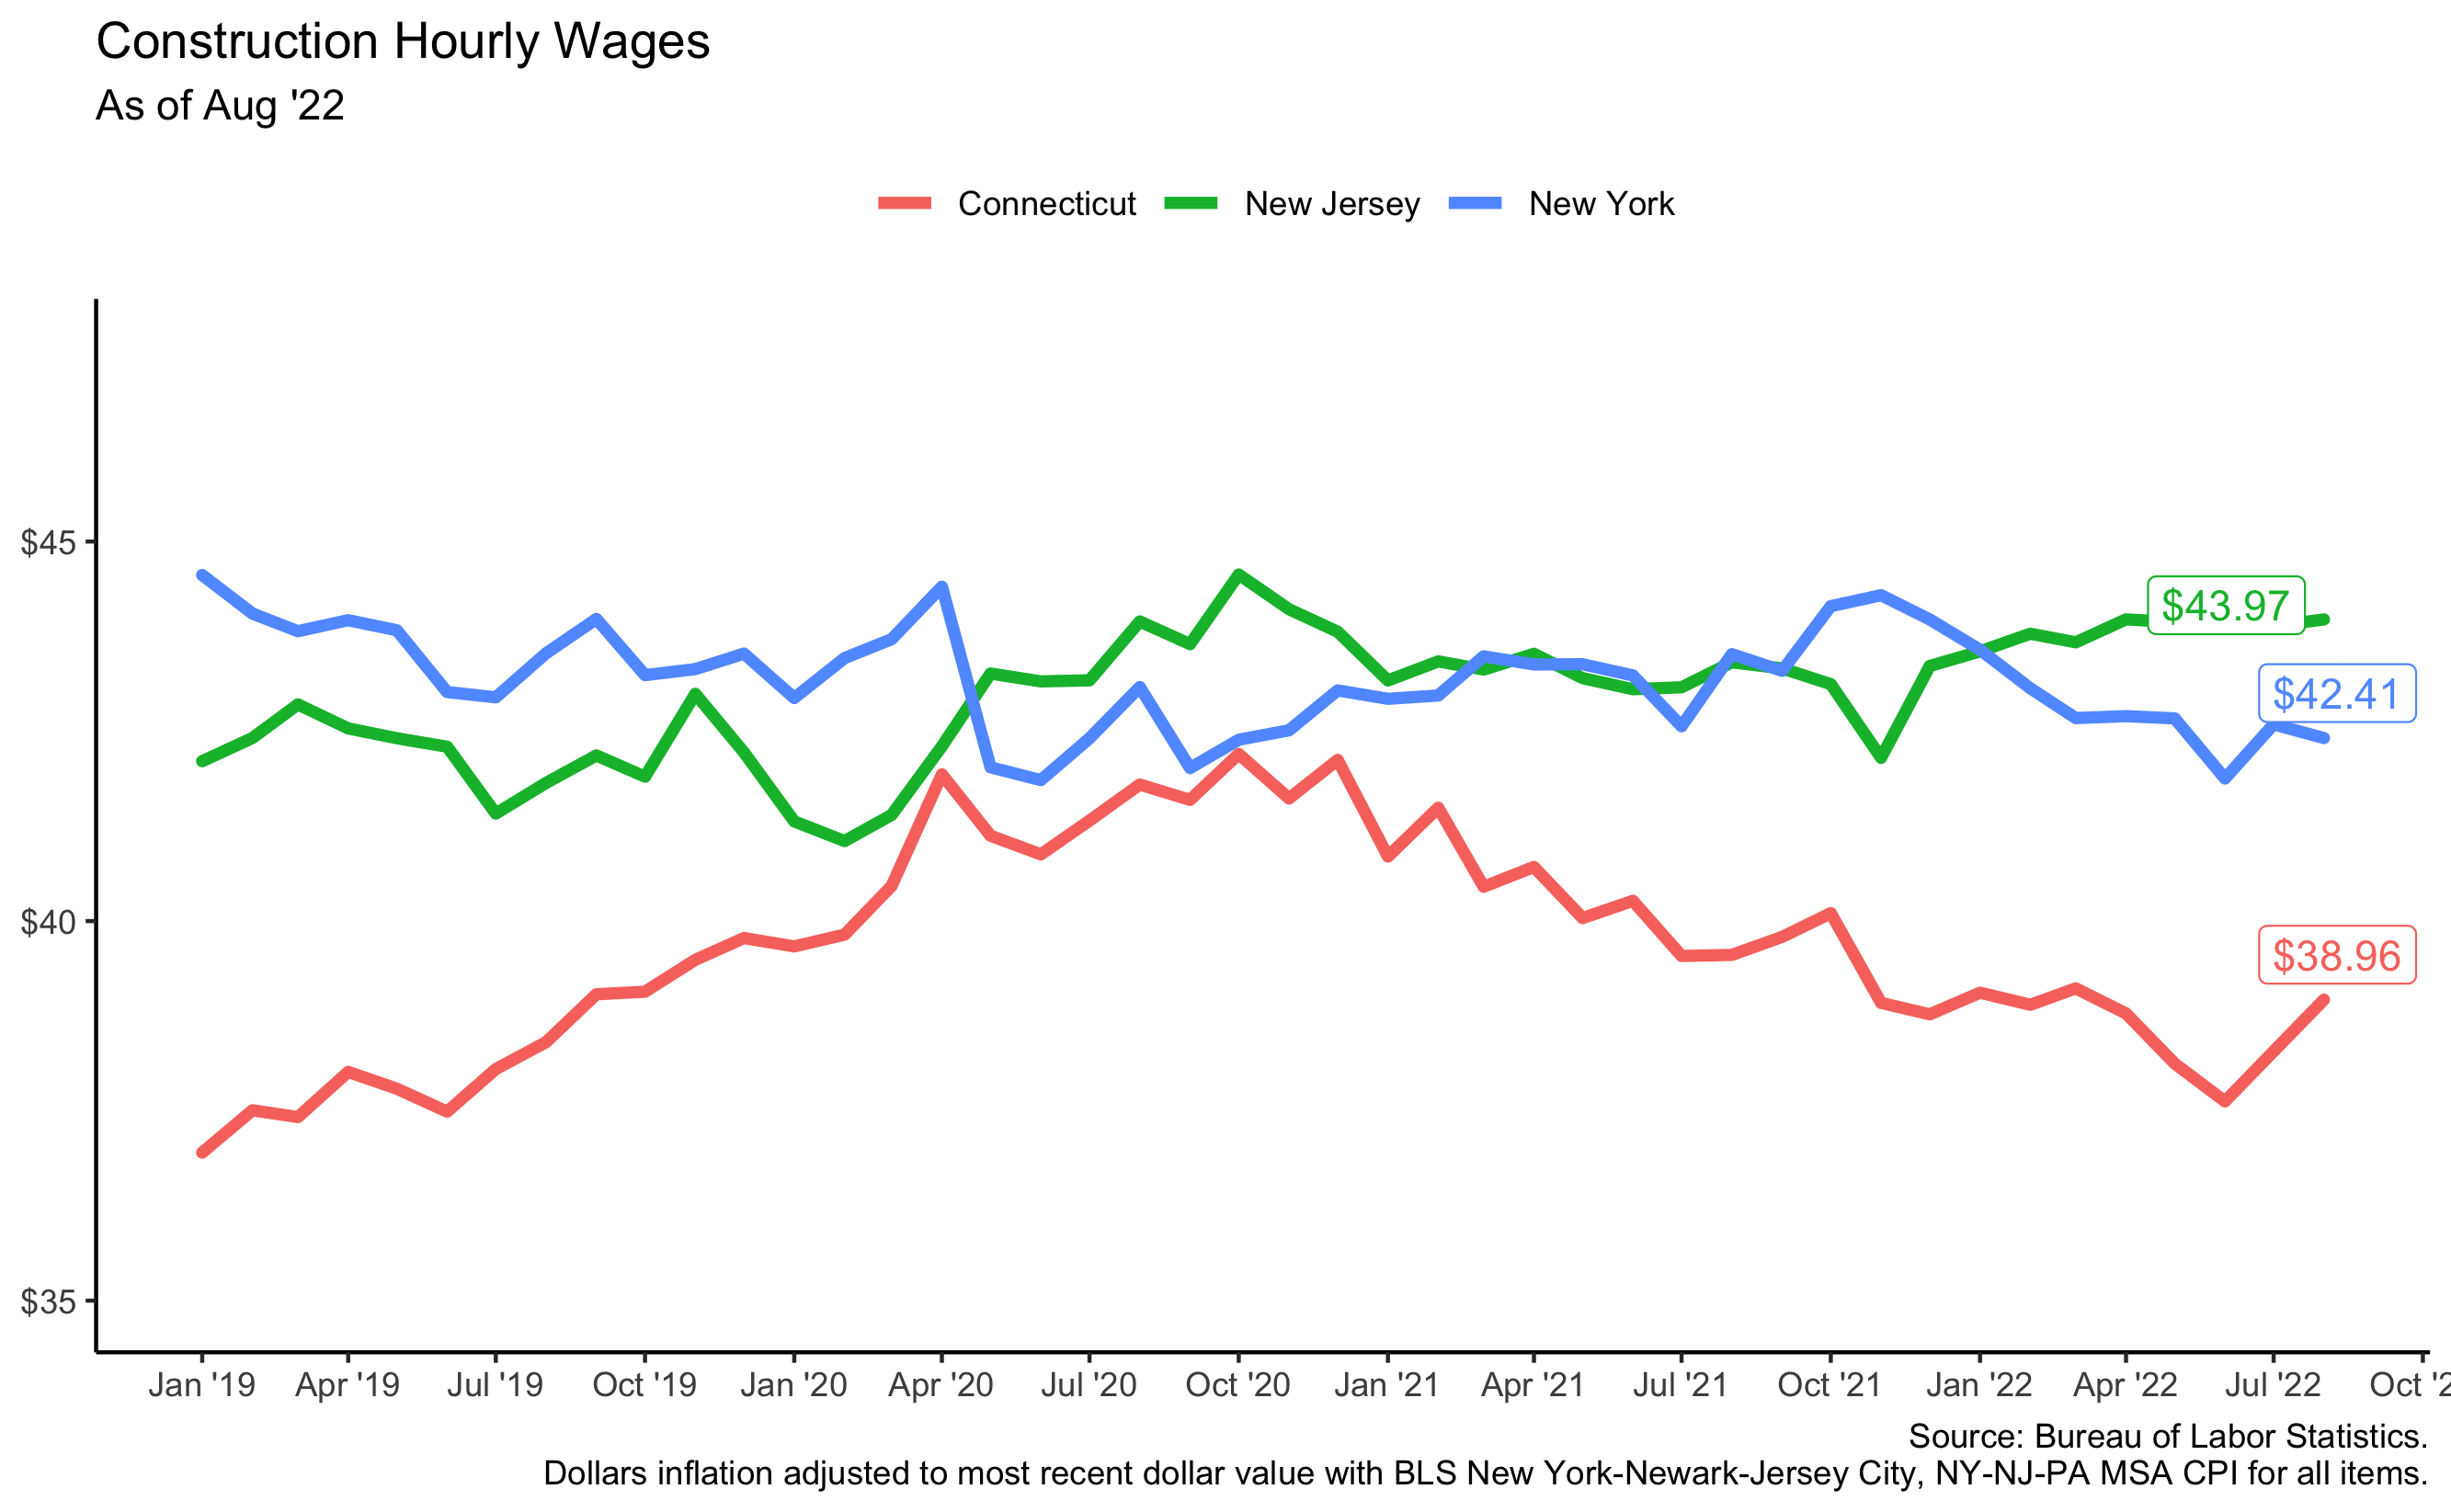 Construction Hourly Wages
As of Aug '22
Connecticut New Jersey New York
$45
$43.97
$42.41
$40
$38.96
$35
Jan '19 Apr '19 Jul '19 Oct '19 Jan '20 Apr '20 Jul '20 Oct '20 Jan '21 Apr '21 Jul '21 Oct '21 Jan '22 Apr '22 Jul '22 Oct '2
Source: Bureau of Labor Statistics.
Dollars inflation adjusted to most recent dollar value with BLS New York-Newark-Jersey City, NY-NJ-PA MSA CPI for all items.